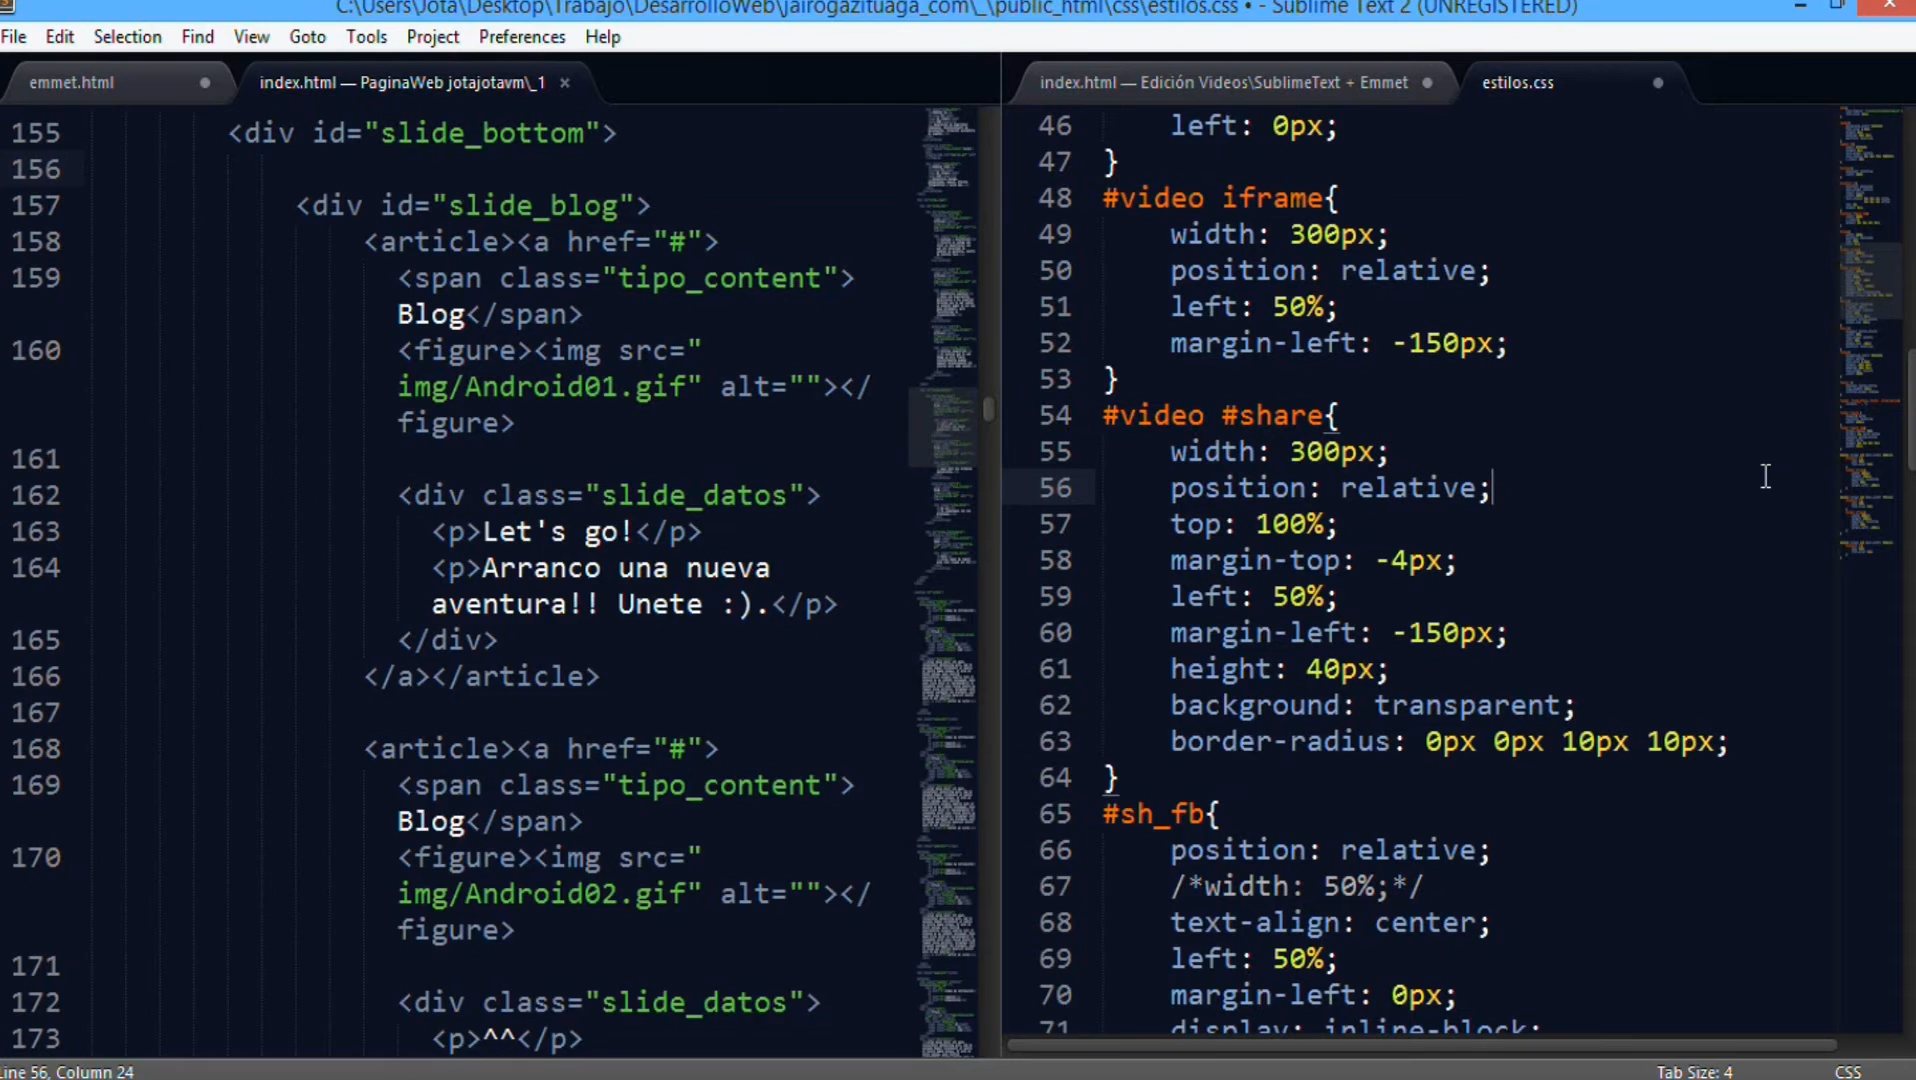 C:\Users\Jota\Desktop\Trabajo\DesarrolloWeb\jairogazituaga_com\_\public_html\css\estilos.css • - Sublime Text 2 (UNREGISTERED)
File Edit Selection Find View Goto Tools Project Preferences Help
emmet.html
index.html — PaginaWeb jotajotavm\_1 ×
155 <div id="slide_bottom">
156
157 <div id="slide_blog">
158 <article><a href="#">
159 <span class="tipo_content">
Blog</span>
160 <figure><img src="
img/Android01.gif" alt=""></
figure>
161
162 <div class="slide_datos">
163 <p>Let's go!</p>
164 <p>Arranco una nueva
aventura!! Unete :).</p>
165 </div>
166 </a></article>
167
168 <article><a href="#">
169 <span class="tipo_content">
Blog</span>
170 <figure><img src="
img/Android02.gif" alt=""></
figure>
171
172 <div class="slide_datos">
173 <p>^^</p>
index.html — Edición Videos\SublimeText + Emmet
estilos.css
46 left: 0px;
47 }
48 #video iframe{
49 width: 300px;
50 position: relative;
51 left: 50%;
52 margin-left: -150px;
53 }
54 #video #share{
55 width: 300px;
56 position: relative;
57 top: 100%;
58 margin-top: -4px;
59 left: 50%;
60 margin-left: -150px;
61 height: 40px;
62 background: transparent;
63 border-radius: 0px 0px 10px 10px;
64 }
65 #sh_fb{
66 position: relative;
67 /*width: 50%;*/
68 text-align: center;
69 left: 50%;
70 margin-left: 0px;
71 display: inline-block;
Line 56, Column 24
Tab Size: 4
CSS